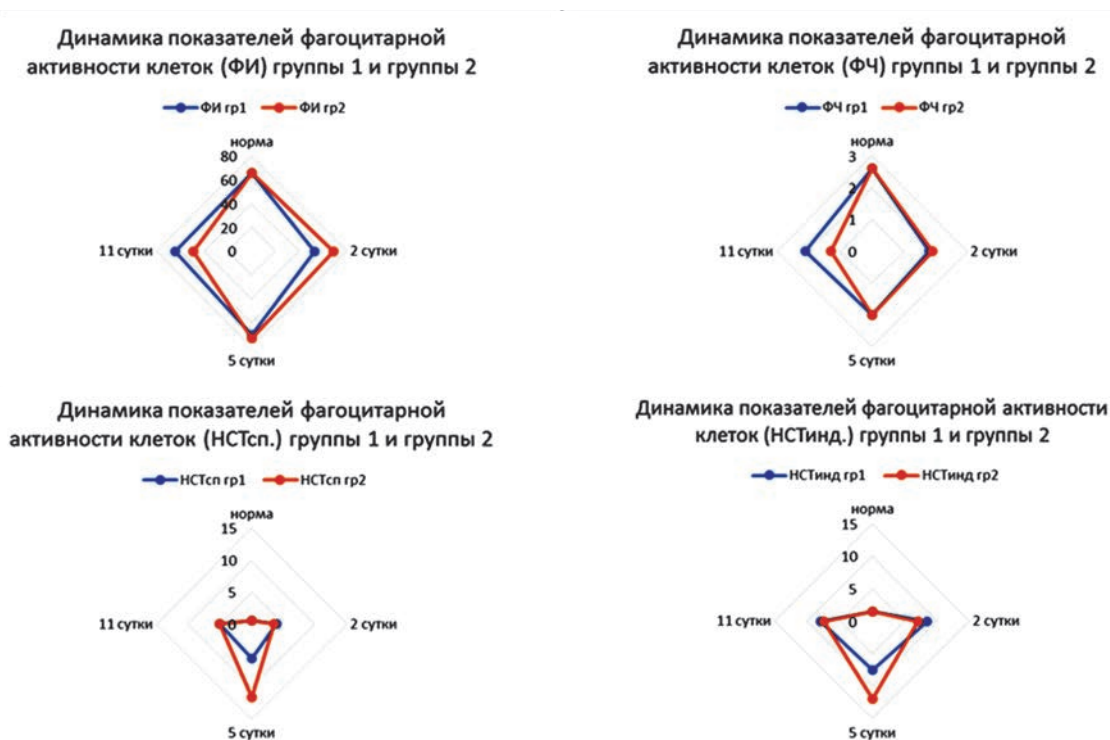 Динамика показателей фагоцитарной
активности клеток (ФИ) группы 1 и группы 2
ФИ гр1 ФИ гр2
норма
80
60
40
20
0
11 сутки
2 сутки
5 сутки
Динамика показателей фагоцитарной
активности клеток (ФЧ) группы 1 и группы 2
ФЧ гр1 ФЧ гр2
норма
3
2
1
0
11 сутки
2 сутки
5 сутки
Динамика показателей фагоцитарной
активности клеток (НСТсп.) группы 1 и группы 2
НСТсп гр1 НСТсп гр2
норма
15
10
5
0
11 сутки
2 сутки
5 сутки
Динамика показателей фагоцитарной активности
клеток (НСТинд.) группы 1 и группы 2
НСТинд гр1 НСТинд гр2
норма
15
10
5
0
11 сутки
2 сутки
5 сутки